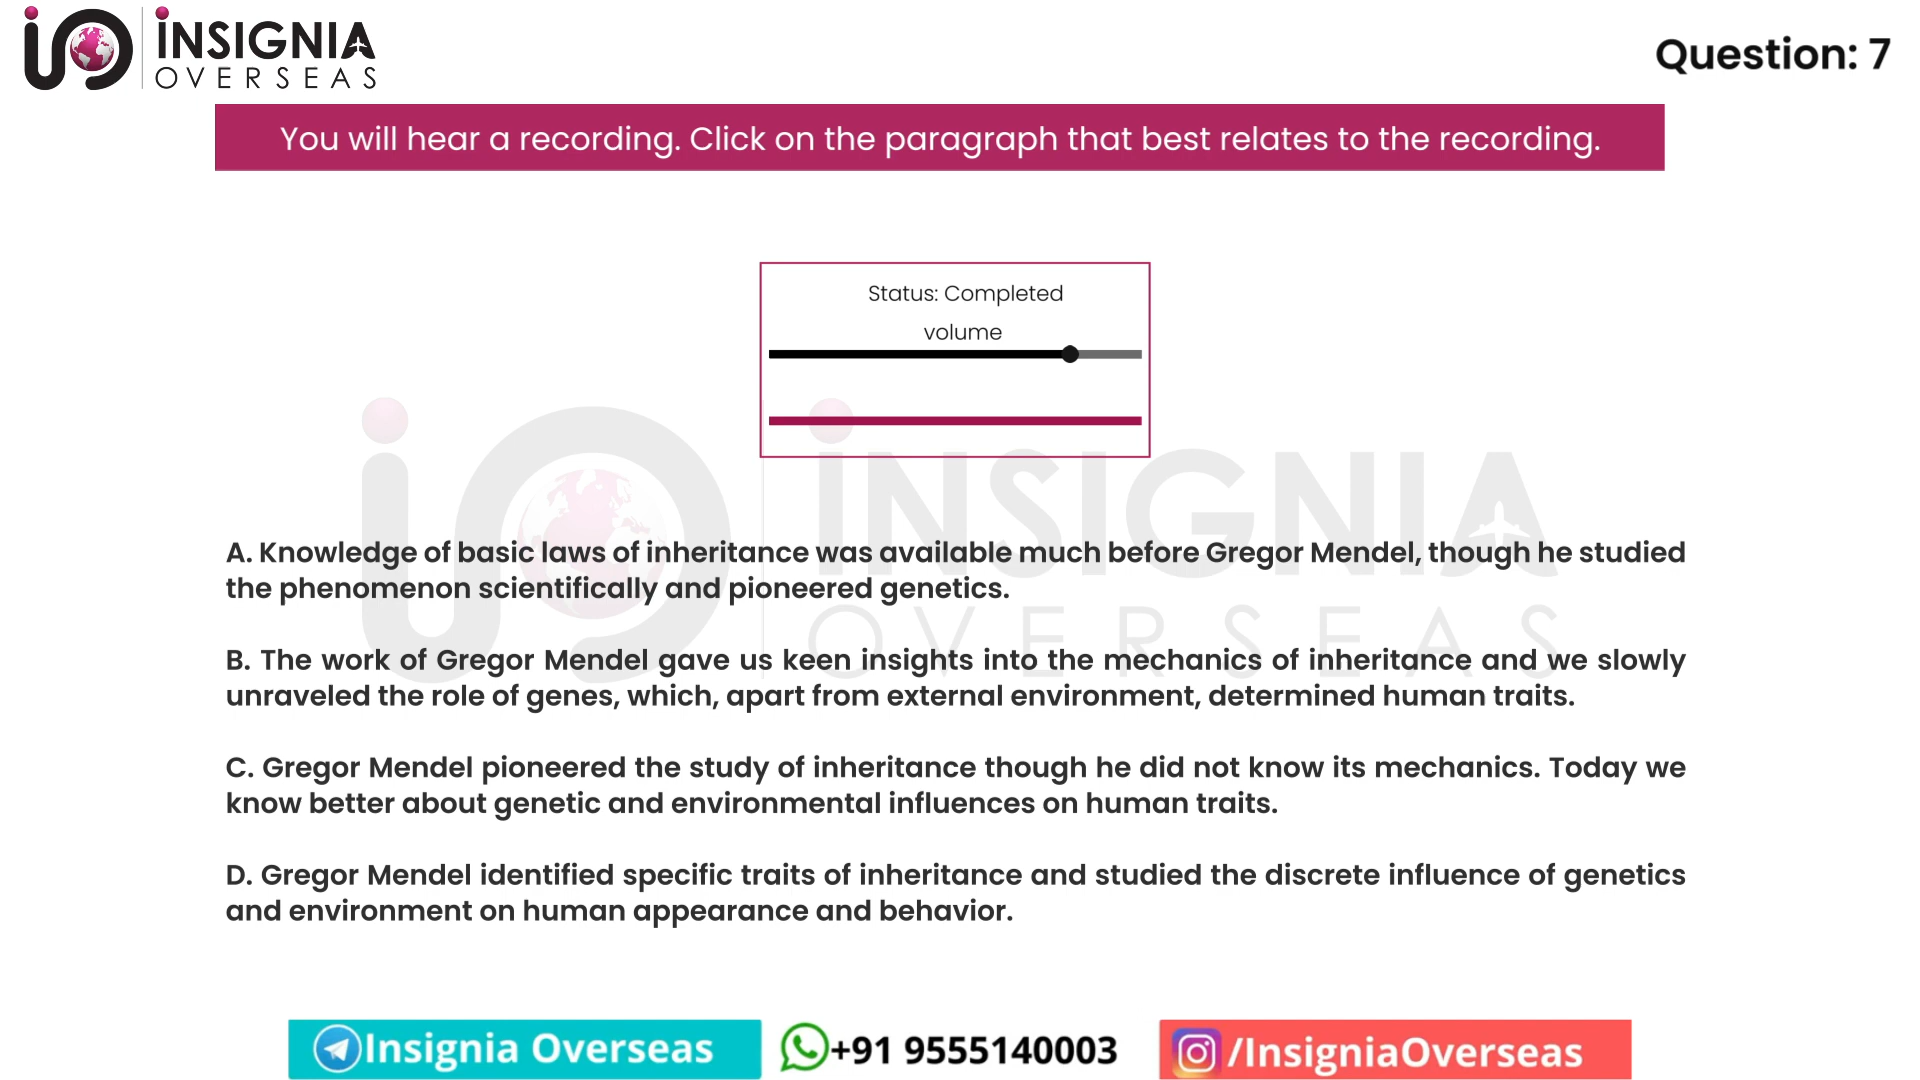 INSIGNIA
OVERSEAS
Question: 7
You will hear a recording. Click on the paragraph that best relates to the recording.
Status: Completed
volume
INSIGNIA
OVERSEAS
A. Knowledge of basic laws of inheritance was available much before Gregor Mendel, though he studied
the phenomenon scientifically and pioneered genetics.
B. The work of Gregor Mendel gave us keen insights into the mechanics of inheritance and we slowly
unraveled the role of genes, which, apart from external environment, determined human traits.
C. Gregor Mendel pioneered the study of inheritance though he did not know its mechanics. Today we
know better about genetic and environmental influences on human traits.
D. Gregor Mendel identified specific traits of inheritance and studied the discrete influence of genetics
and environment on human appearance and behavior.
Insignia Overseas
+91 9555140003
/InsigniaOverseas